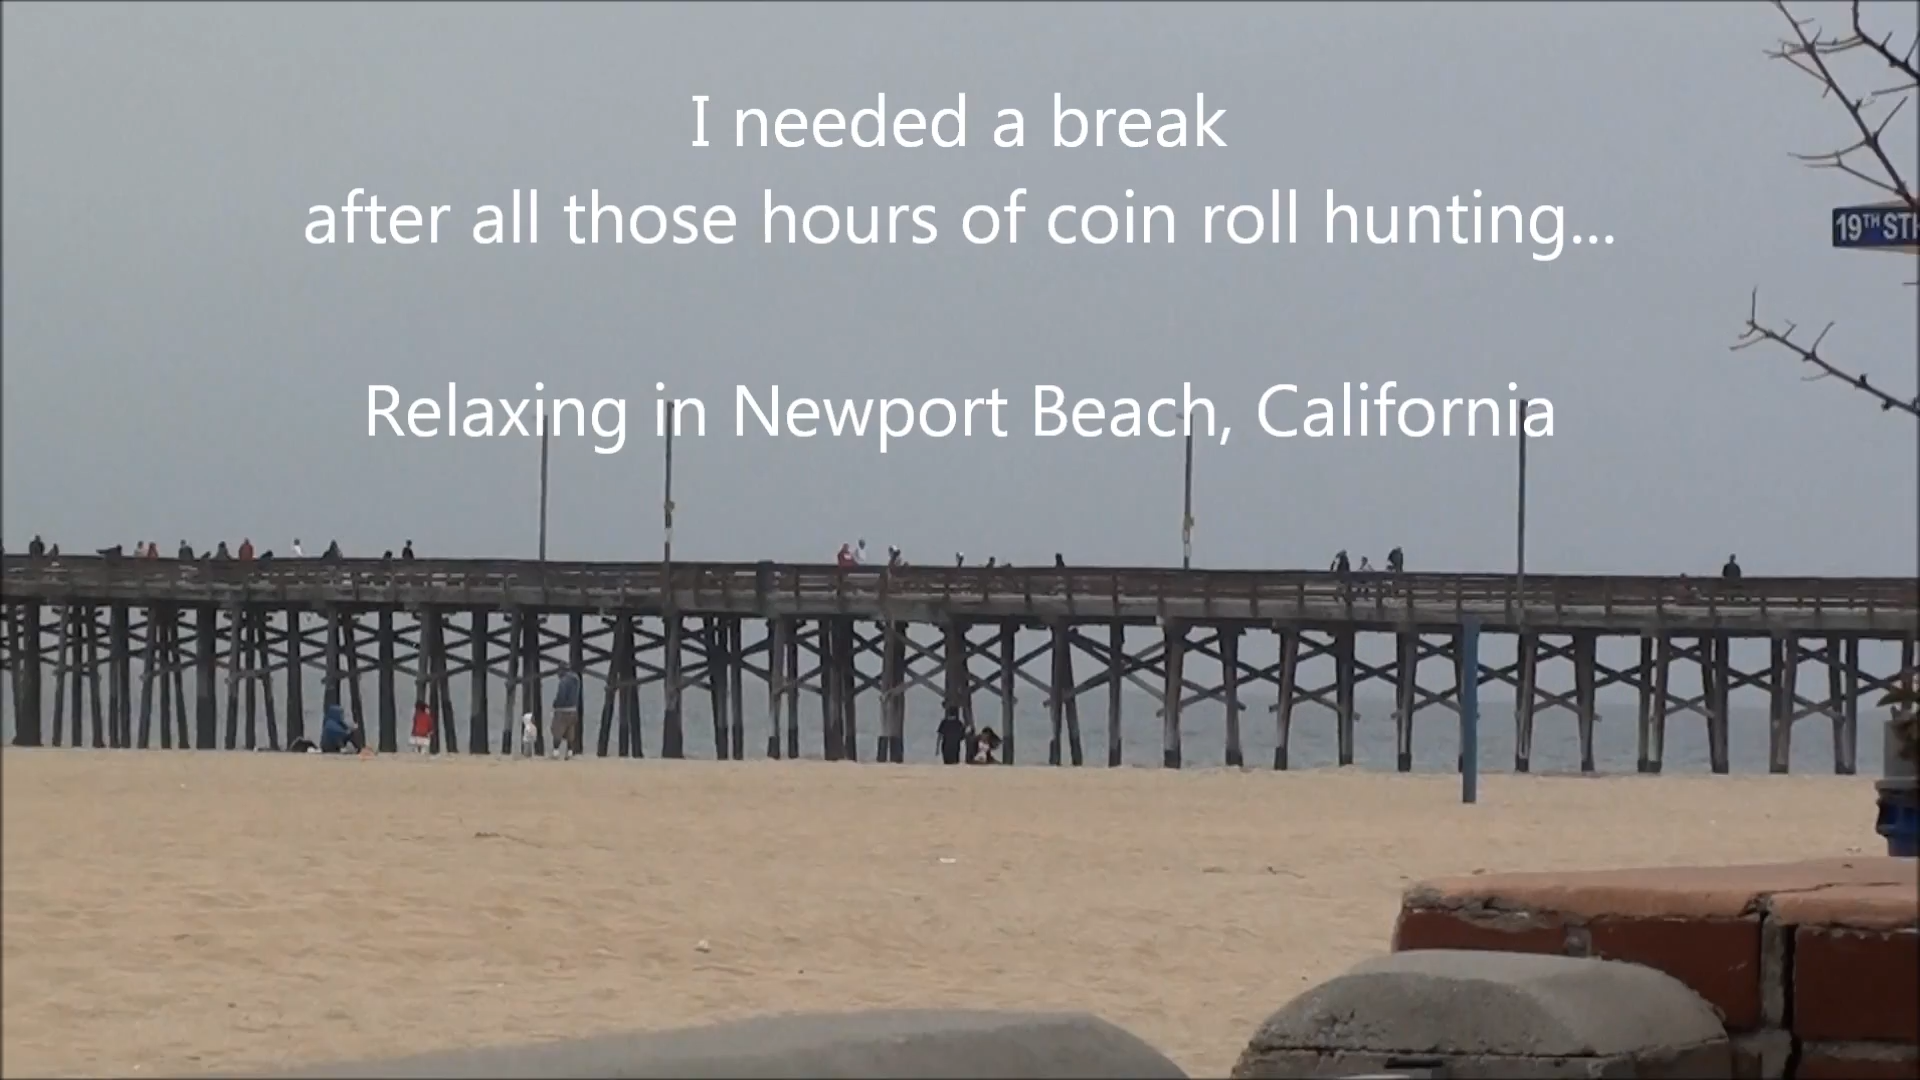 I needed a break
after all those hours of coin roll hunting...
Relaxing in Newport Beach, California
19TH ST